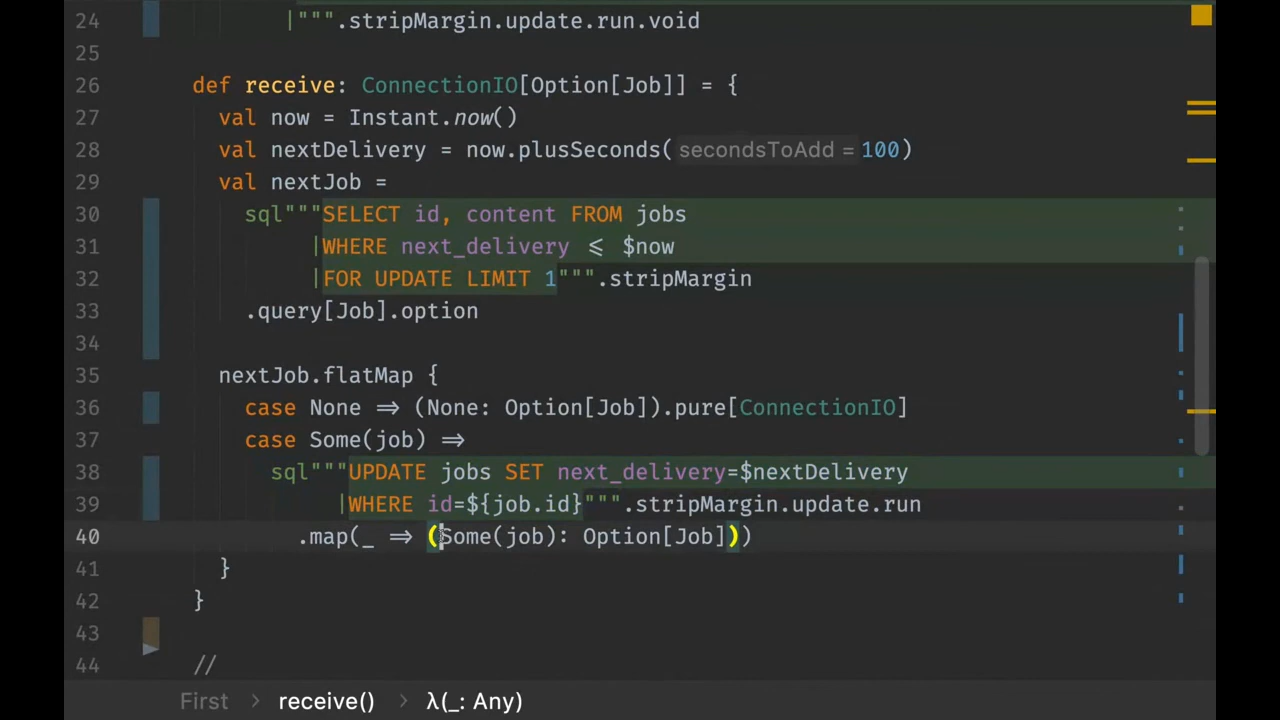 24 |""".stripMargin.update.run.void
25
26 def receive: ConnectionIO[Option[Job]] = {
27 val now = Instant.now()
28 val nextDelivery = now.plusSeconds( secondsToAdd = 100)
29 val nextJob =
30 sql"""SELECT id, content FROM jobs
31 |WHERE next_delivery ≤ $now
32 |FOR UPDATE LIMIT 1""".stripMargin
33 .query[Job].option
34
35 nextJob.flatMap {
36 case None ⇒ (None: Option[Job]).pure[ConnectionIO]
37 case Some(job) ⇒
38 sql"""UPDATE jobs SET next_delivery=$nextDelivery
39 |WHERE id=${job.id}""".stripMargin.update.run
40 .map(_ ⇒ (Some(job): Option[Job]))
41 }
42 }
43
44 //
First > receive() > λ(_: Any)